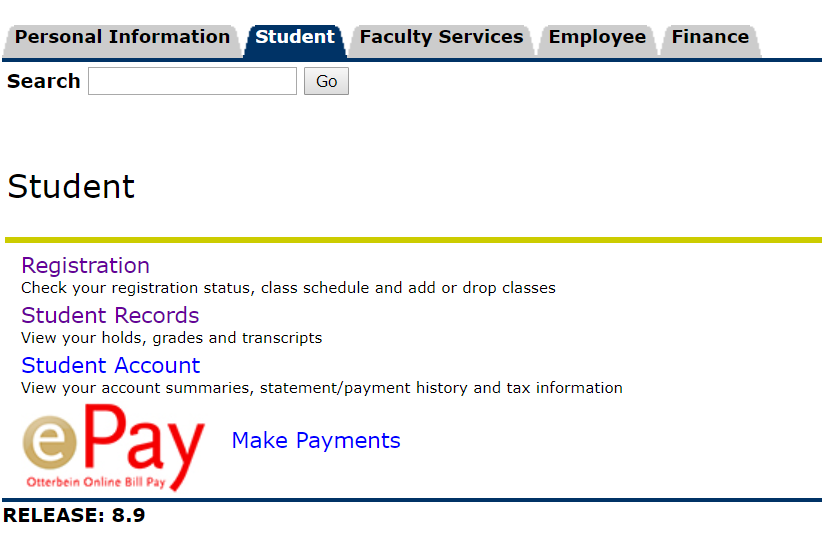 Personal Information Student Faculty Services Employee Finance
Search Go
Student
Registration
Check your registration status, class schedule and add or drop classes
Student Records
View your holds, grades and transcripts
Student Account
View your account summaries, statement/payment history and tax information
ePay Make Payments
Otterbein Online Bill Pay
RELEASE: 8.9